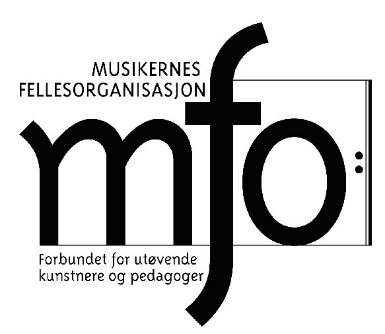 MUSIKERNES
FELLESORGANISASJON
mfo
Forbundet for utøvende
kunstnere og pedagoger